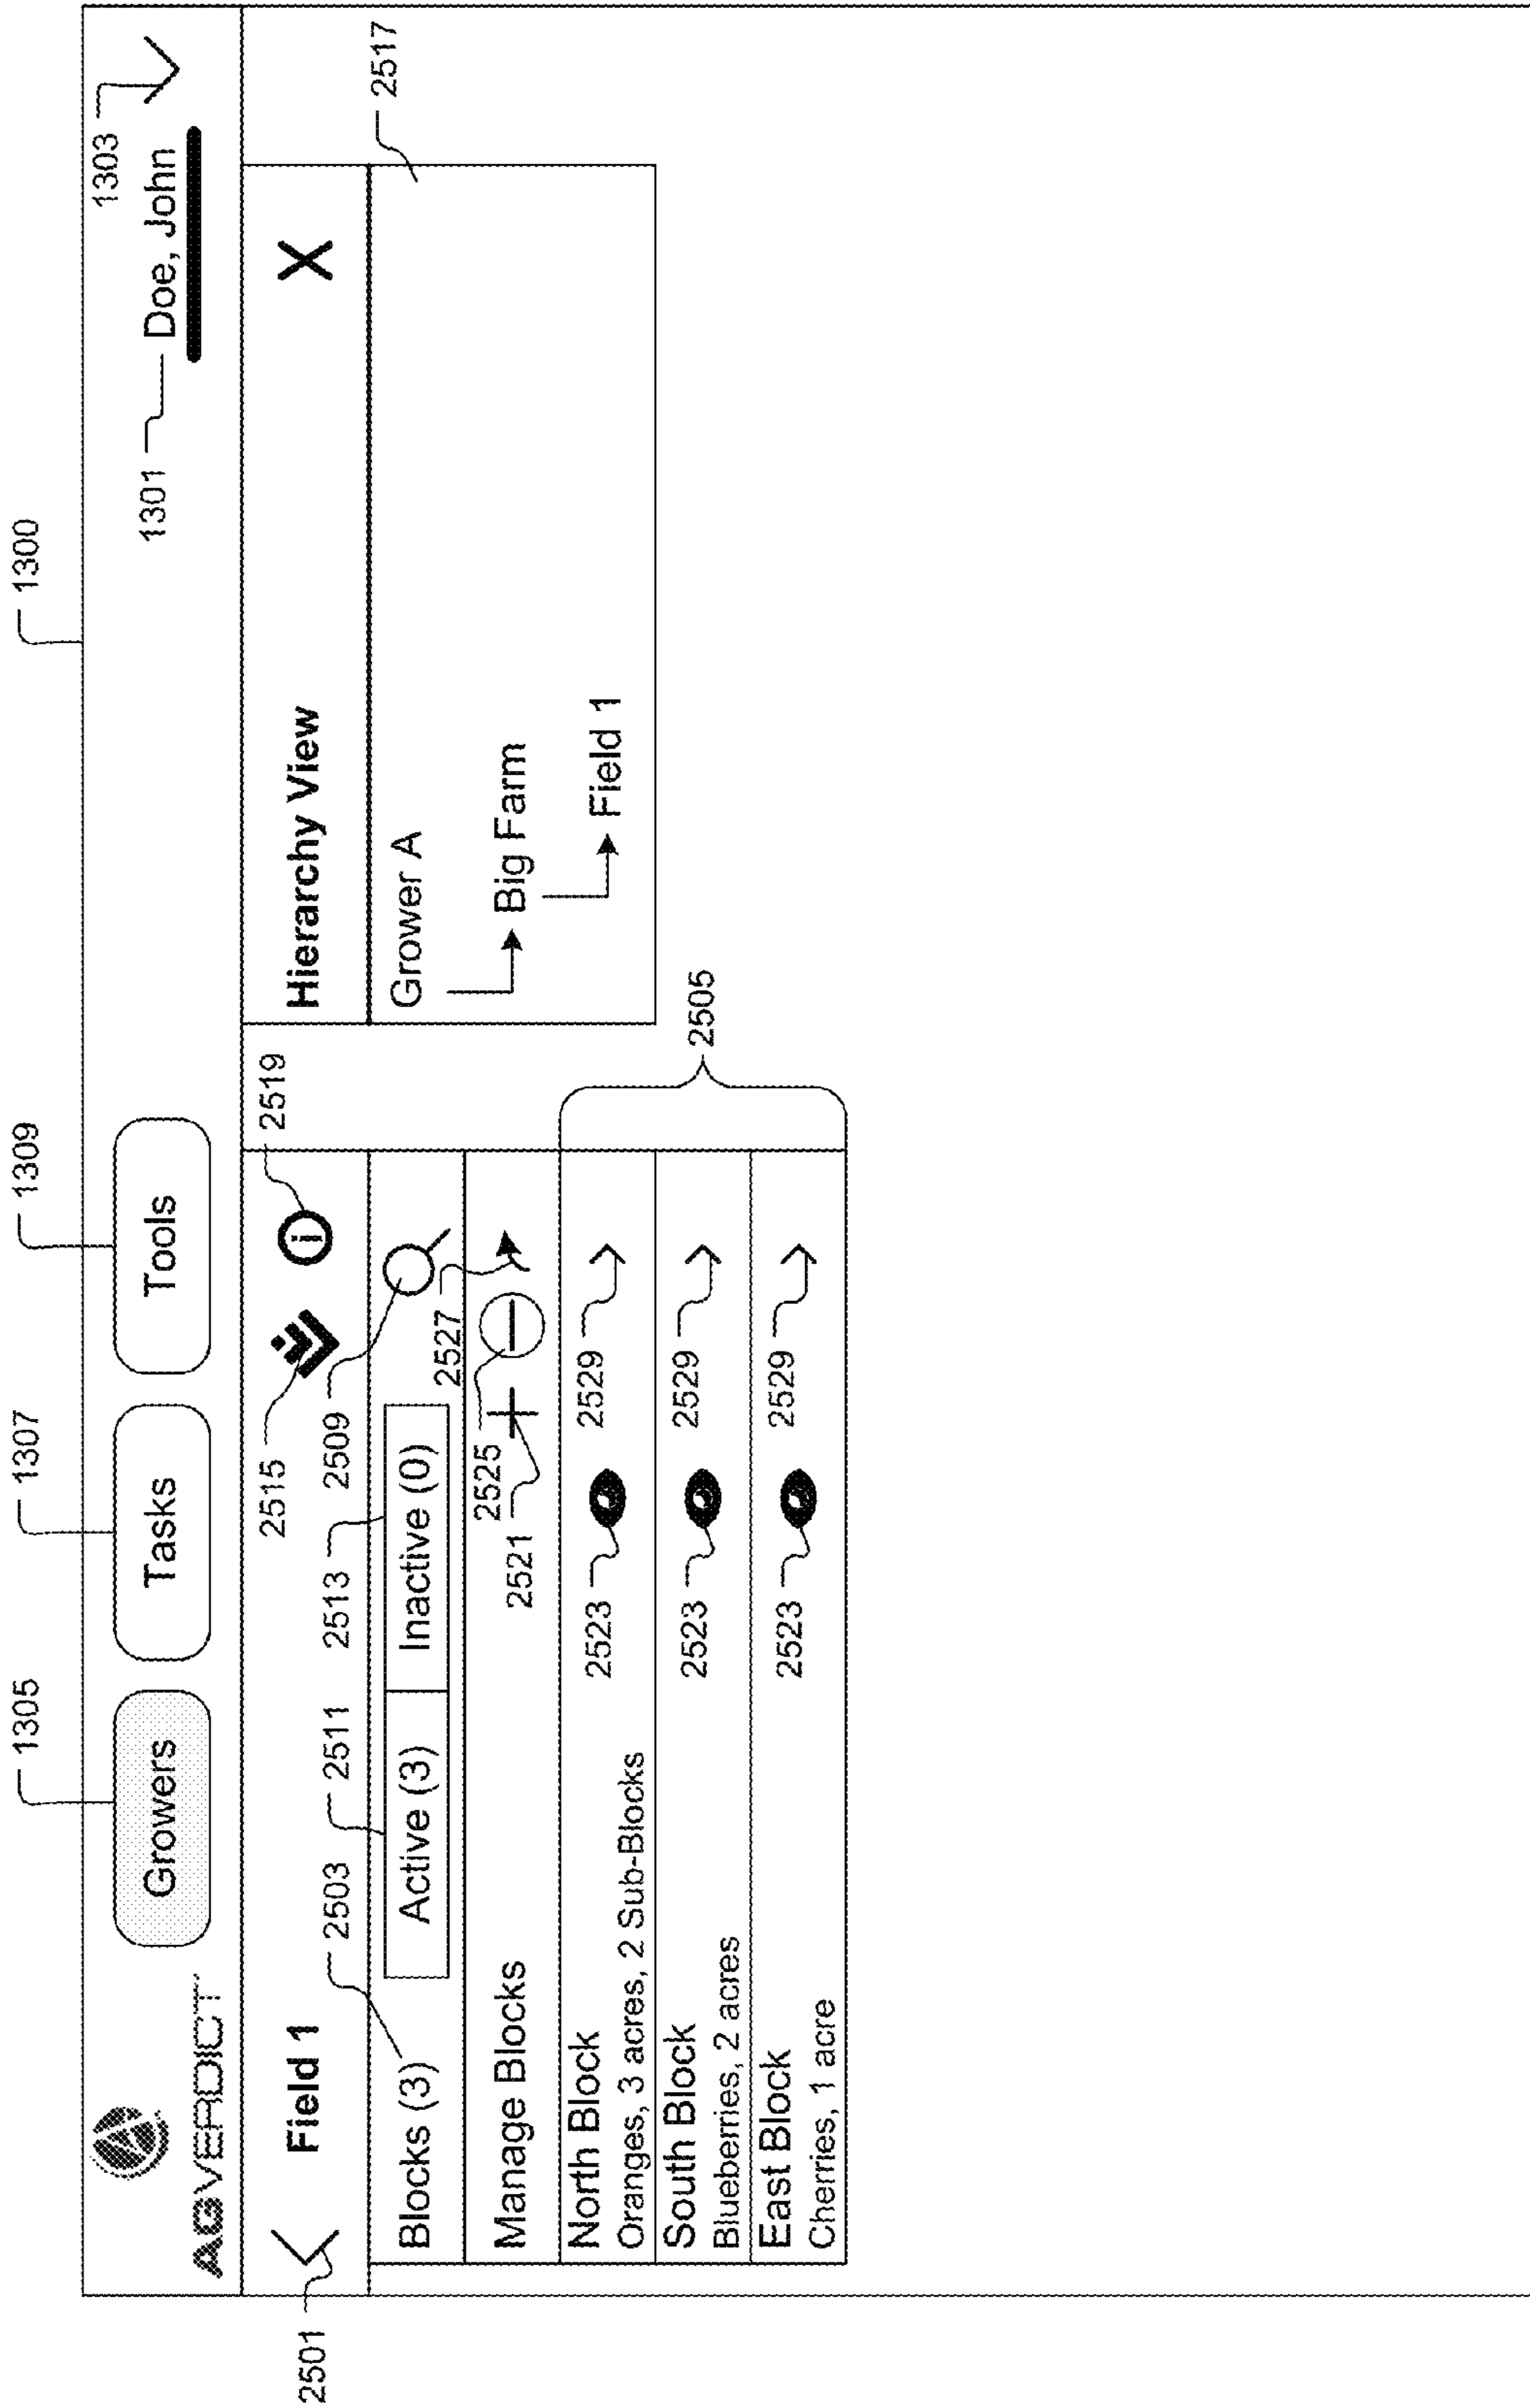 1300
1305
1307
1309
1303
AGVERDICT
Growers
Tasks
Tools
1301
Doe, John
2501
Field 1
2515
2519
Hierarchy View
X
2503
2511
2513
2509
Blocks (3)
Active (3)
Inactive (0)
Grower A
2517
Manage Blocks
2525
2527
2521
Big Farm
North Block
2523
2529
Field 1
Oranges, 3 acres, 2 Sub-Blocks
South Block
2523
2529
2505
Blueberries, 2 acres
East Block
2523
2529
Cherries, 1 acre